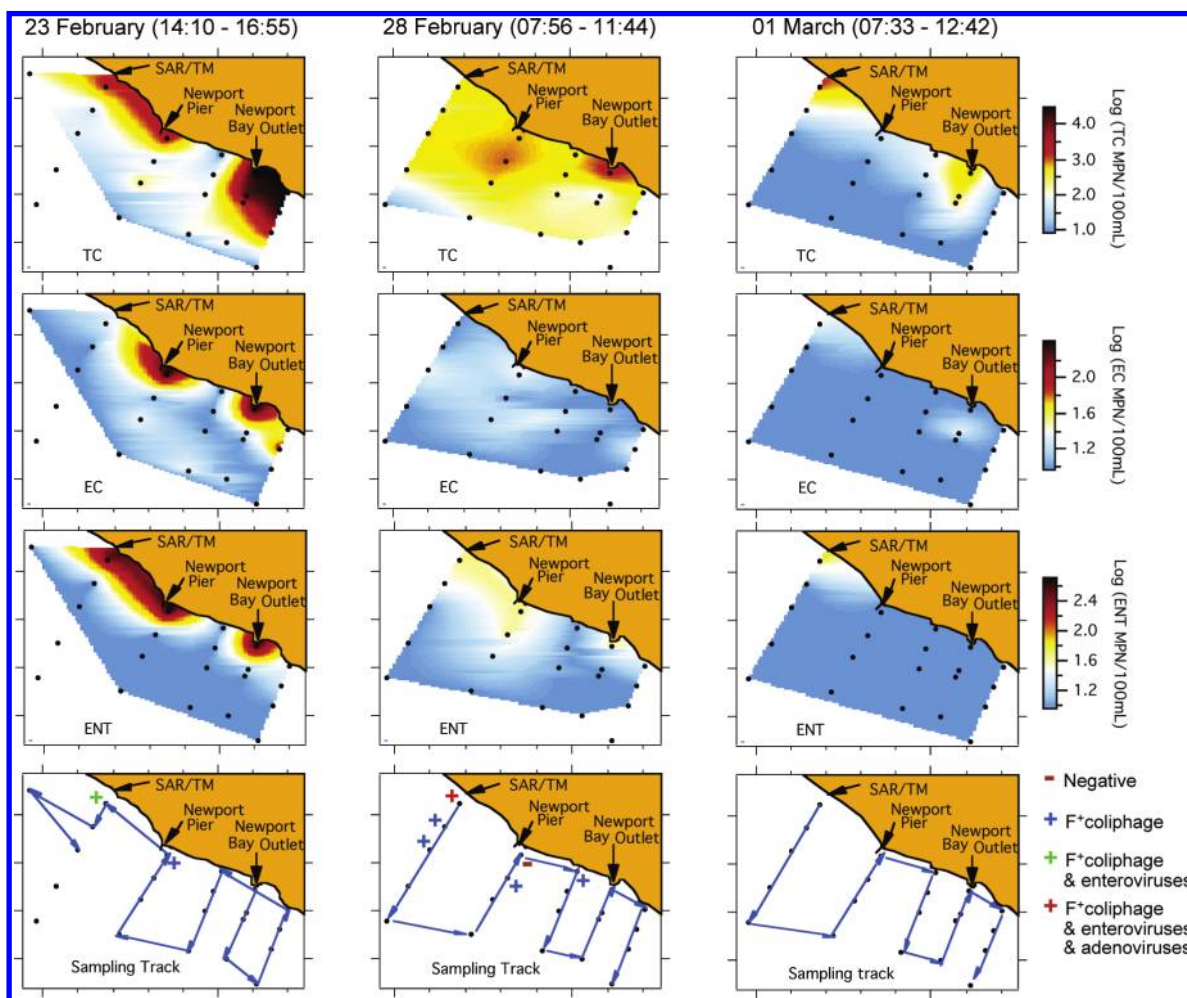 23 February (14:10 - 16:55)
28 February (07:56 - 11:44)
01 March (07:33 - 12:42)
SAR/TM
Newport
Pier
Newport
Bay Outlet
TC
SAR/TM
Newport
Pier
Newport
Bay Outlet
TC
SAR/TM
Newport
Pier
Newport
Bay Outlet
TC
4.0
3.0
2.0
1.0
Log (TC MPN/100mL)
SAR/TM
Newport
Pier
Newport
Bay Outlet
EC
SAR/TM
Newport
Pier
Newport
Bay Outlet
EC
SAR/TM
Newport
Pier
Newport
Bay Outlet
EC
2.0
1.6
1.2
Log (EC MPN/100mL)
SAR/TM
Newport
Pier
Newport
Bay Outlet
ENT
SAR/TM
Newport
Pier
Newport
Bay Outlet
ENT
SAR/TM
Newport
Pier
Newport
Bay Outlet
ENT
2.4
2.0
1.6
1.2
Log (ENT MPN/100mL)
SAR/TM
Newport
Pier
Newport
Bay Outlet
Sampling Track
SAR/TM
Newport
Pier
Newport
Bay Outlet
Sampling Track
SAR/TM
Newport
Pier
Newport
Bay Outlet
Sampling track
- Negative
+ F⁺coliphage
+ F⁺coliphage
& enteroviruses
+ F⁺coliphage
& enteroviruses
& adenoviruses